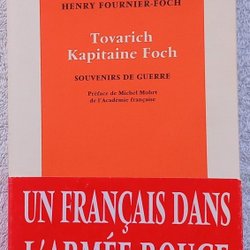 HENRY FOURNIER-FOCH
Tovarich
Kapitaine Foch
SOUVENIRS DE GUERRE
Préface de Michel Mohrt
de l'Académie française
UN FRANÇAIS DANS
L'ARMÉE ROUGE